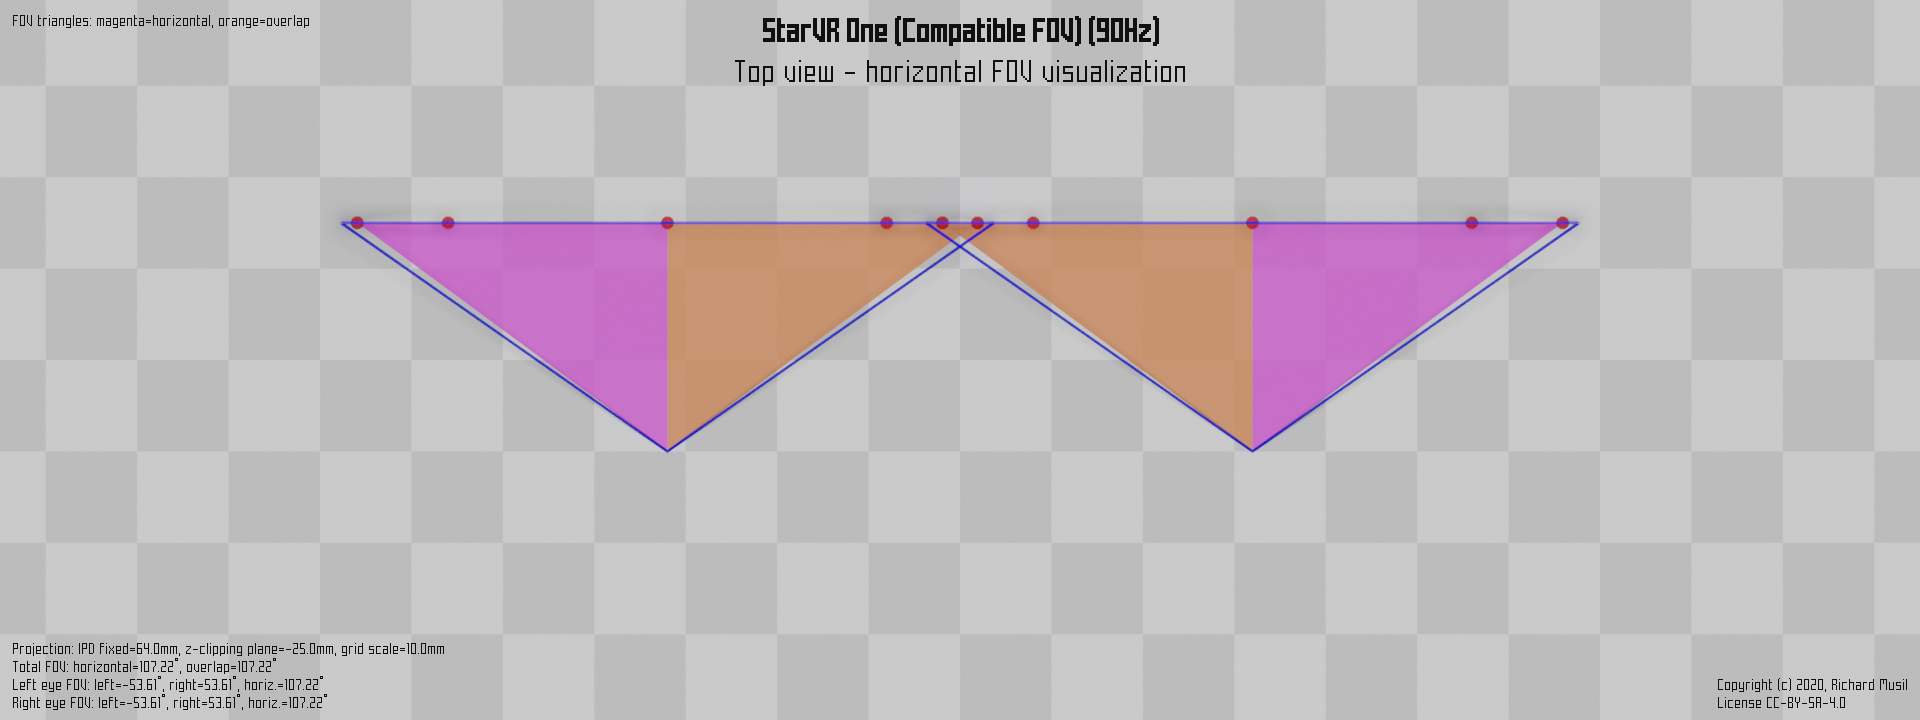 FOV triangles: magenta=horizontal, orange=overlap
StarVR One (Compatible FOV) (90Hz)
Top view - horizontal FOV visualization
Projection: IPD fixed=64.0mm, z-clipping plane=-25.0mm, grid scale=10.0mm
Total FOV: horizontal=107.22°, overlap=107.22°
Left eye FOV: left=-53.61°, right=53.61°, horiz.=107.22°
Right eye FOV: left=-53.61°, right=53.61°, horiz.=107.22°
Copyright (c) 2020, Richard Musil
License CC-BY-SA-4.0